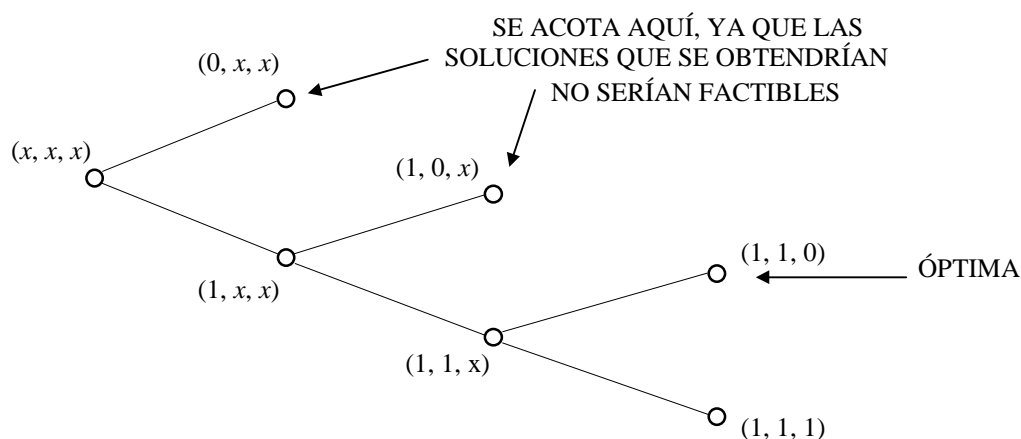 SE ACOTA AQUÍ, YA QUE LAS
SOLUCIONES QUE SE OBTENDRÍAN
NO SERÍAN FACTIBLES
(0, x, x)
(x, x, x)
(1, 0, x)
(1, x, x)
(1, 1, 0)
ÓPTIMA
(1, 1, x)
(1, 1, 1)